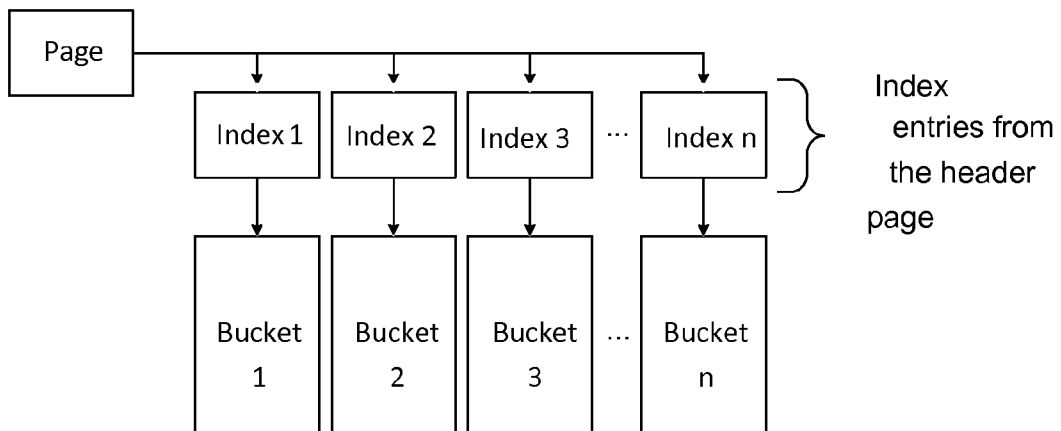 Page
Index 1
Index 2
Index 3
...
Index n
Index
entries from
the header
page
Bucket
1
Bucket
2
Bucket
3
...
Bucket
n